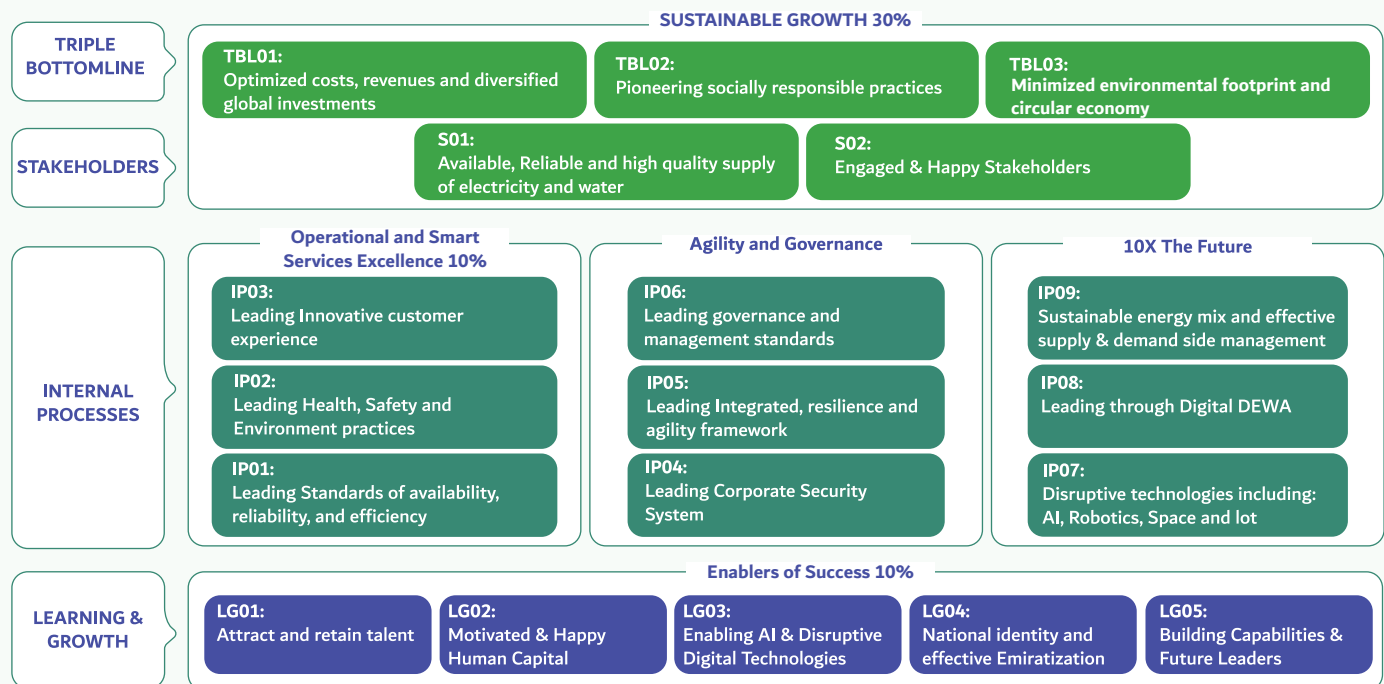 SUSTAINABLE GROWTH 30%
TRIPLE
BOTTOMLINE
TBL01:
Optimized costs, revenues and diversified
global investments
TBL02:
Pioneering socially responsible practices
TBL03:
Minimized environmental footprint and
circular economy
STAKEHOLDERS
S01:
Available, Reliable and high quality supply
of electricity and water
S02:
Engaged & Happy Stakeholders
INTERNAL
PROCESSES
Operational and Smart
Services Excellence 10%
IP03:
Leading Innovative customer
experience
IP02:
Leading Health, Safety and
Environment practices
IP01:
Leading Standards of availability,
reliability, and efficiency
Agility and Governance
IP06:
Leading governance and
management standards
IP05:
Leading Integrated, resilience and
agility framework
IP04:
Leading Corporate Security
System
10X The Future
IP09:
Sustainable energy mix and effective
supply & demand side management
IP08:
Leading through Digital DEWA
IP07:
Disruptive technologies including:
AI, Robotics, Space and lot
LEARNING &
GROWTH
Enablers of Success 10%
LG01:
Attract and retain talent
LG02:
Motivated & Happy
Human Capital
LG03:
Enabling AI & Disruptive
Digital Technologies
LG04:
National identity and
effective Emiratization
LG05:
Building Capabilities &
Future Leaders